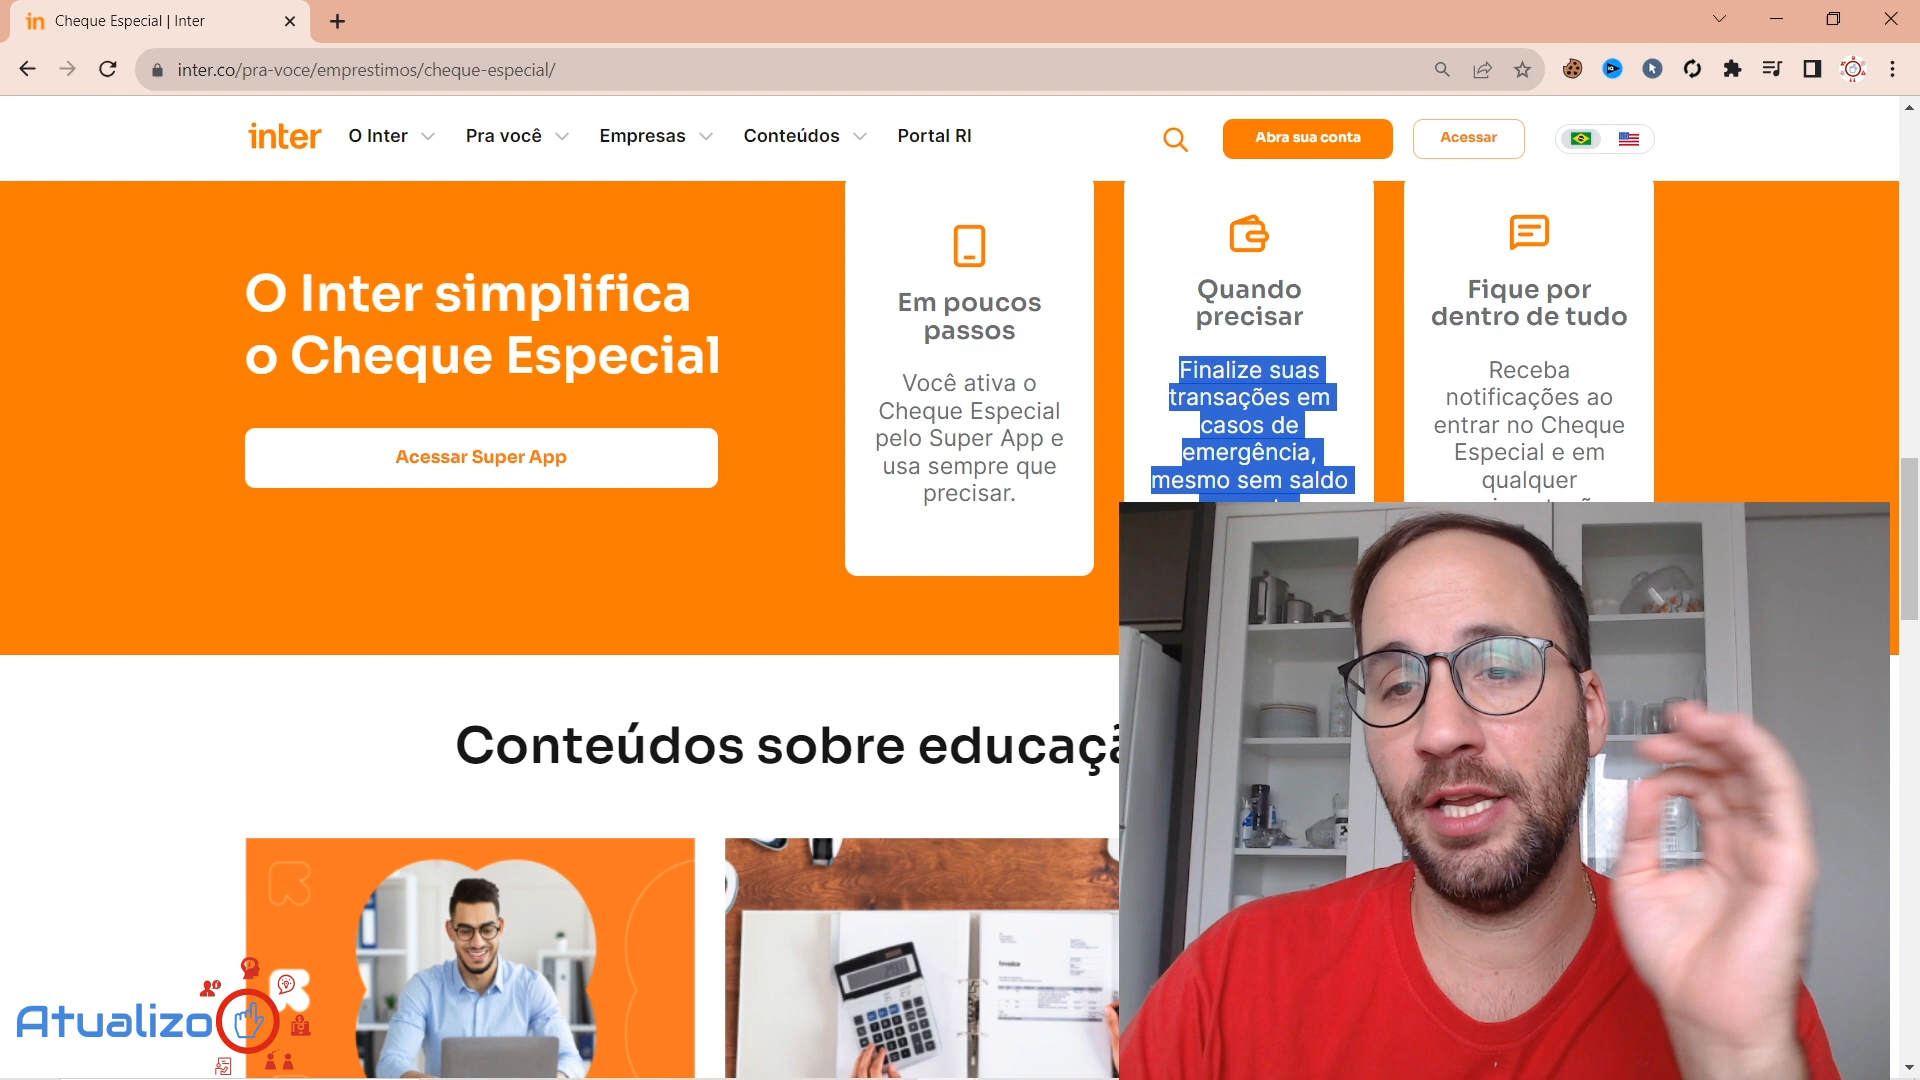 in Cheque Especial | Inter
inter.co/pra-voce/emprestimos/cheque-especial/
inter O Inter Pra você Empresas Conteúdos Portal RI Abra sua conta Acessar
O Inter simplifica
o Cheque Especial
Acessar Super App
Em poucos
passos
Você ativa o
Cheque Especial
pelo Super App e
usa sempre que
precisar.
Quando
precisar
Finalize suas
transações em
casos de
emergência,
mesmo sem saldo
Fique por
dentro de tudo
Receba
notificações ao
entrar no Cheque
Especial e em
qualquer
Conteúdos sobre educaçã
Invoice
Atualizo